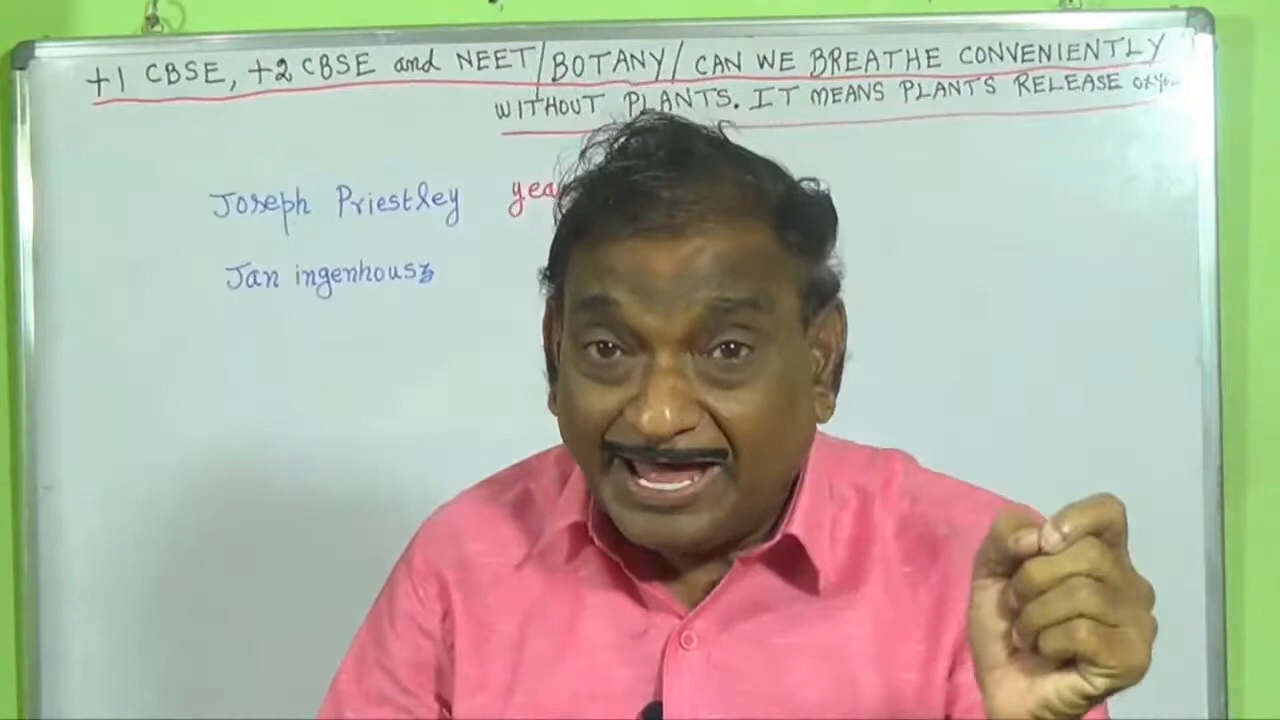 +1 CBSE, +2 CBSE and NEET/BOTANY/ CAN WE BREATHE CONVENIENTLY
WITHOUT PLANTS. IT MEANS PLANTS RELEASE
Joseph Priestley
Jan ingenhousz